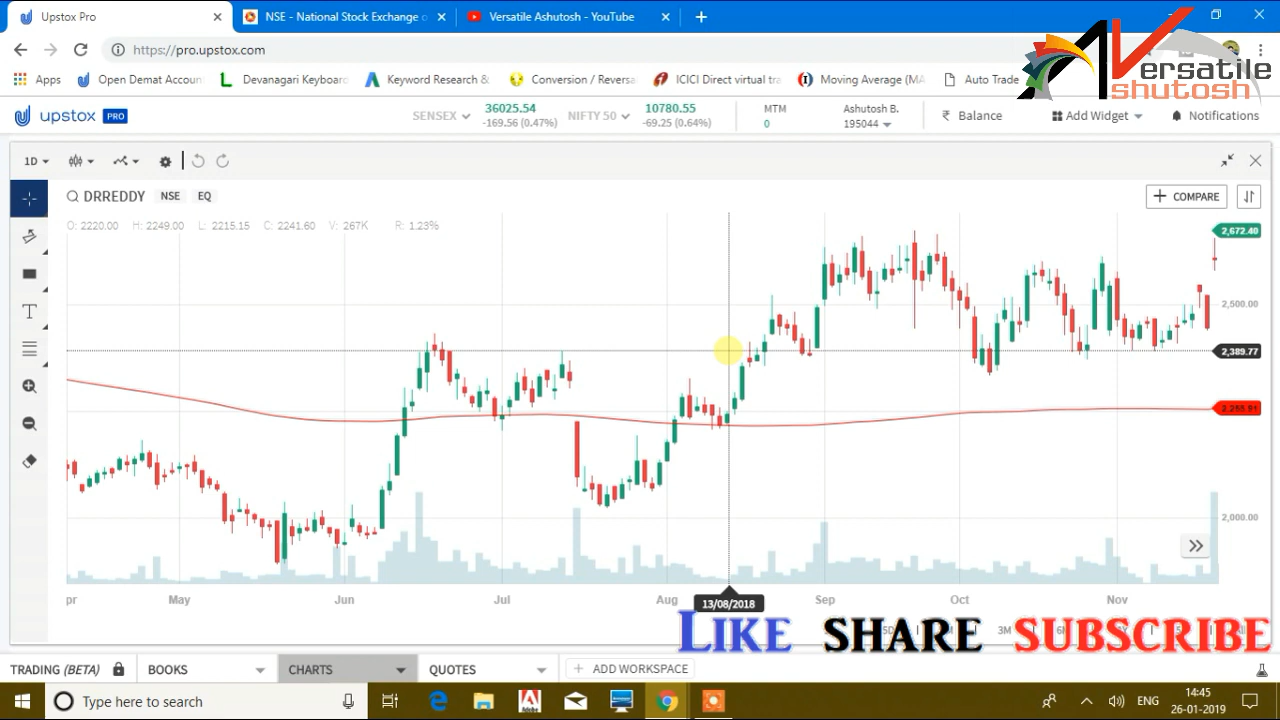 Upstox Pro
NSE - National Stock Exchange o
Versatile Ashutosh - YouTube
https://pro.upstox.com
Apps
Open Demat Accoun
Devanagari Keyboard
Keyword Research &
Conversion / Reversa
ICICI Direct virtual tra
Moving Average (MA
Auto Trade
Versatile
Ashutosh
upstox PRO
SENSEX
36025.54
-169.56 (0.47%)
NIFTY 50
10780.55
-69.25 (0.64%)
MTM
0
Ashutosh B.
195044
₹ Balance
Add Widget
Notifications
1D
DRREDDY NSE EQ
+ COMPARE
O: 2220.00 H: 2249.00 L: 2215.15 C: 2241.60 V: 267K R: 1.23%
2,672.40
2,500.00
2,389.77
2,000.00
T
pr May Jun Jul Aug Sep Oct Nov
13/08/2018
3M
LIKE SHARE SUBSCRIBE
TRADING (BETA)
BOOKS
CHARTS
QUOTES
+ ADD WORKSPACE
Type here to search
ENG
14:45
26-01-2019